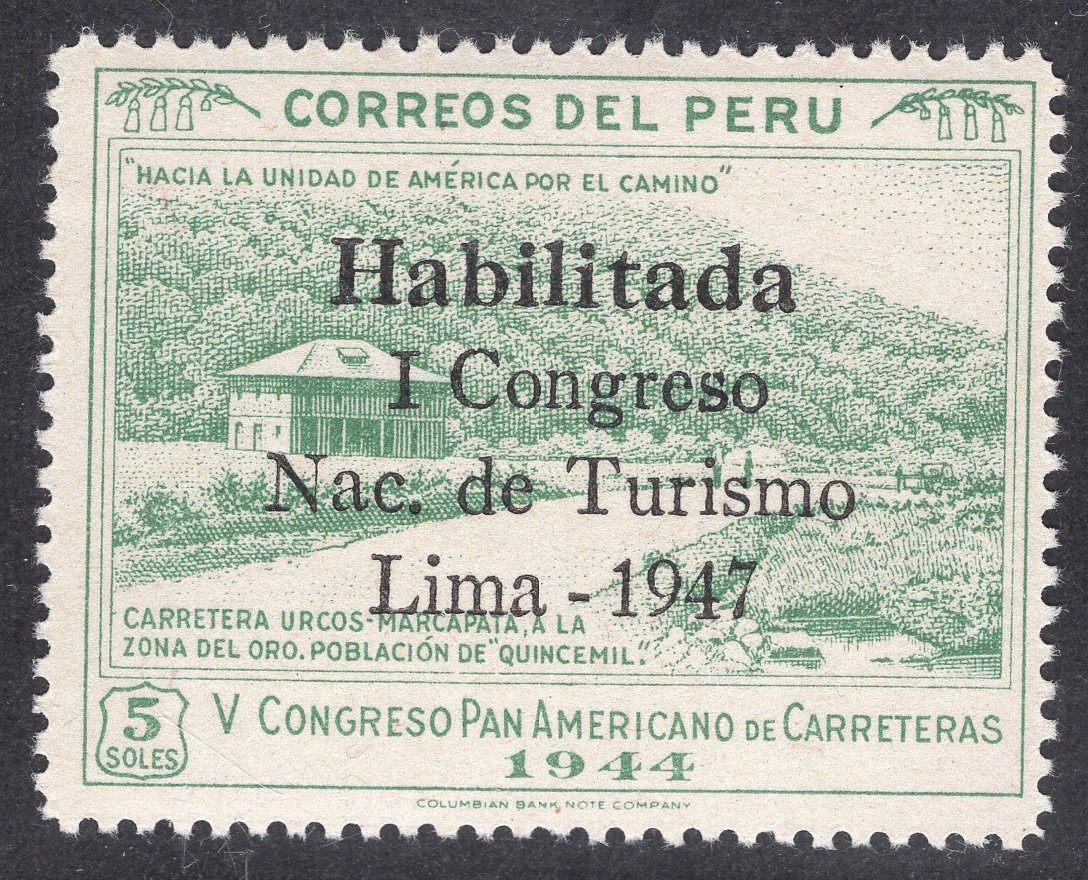 CORREOS DEL PERU
"HACIA LA UNIDAD DE AMÉRICA POR EL CAMINO"
Habilitada
I Congreso
Nac. de Turismo
Lima - 1947
CARRETERA URCOS-MARCAPATA, A LA
ZONA DEL ORO. POBLACIÓN DE "QUINCEMIL".
5
SOLES
V CONGRESO PAN AMERICANO DE CARRETERAS
1944
COLUMBIAN BANK NOTE COMPANY